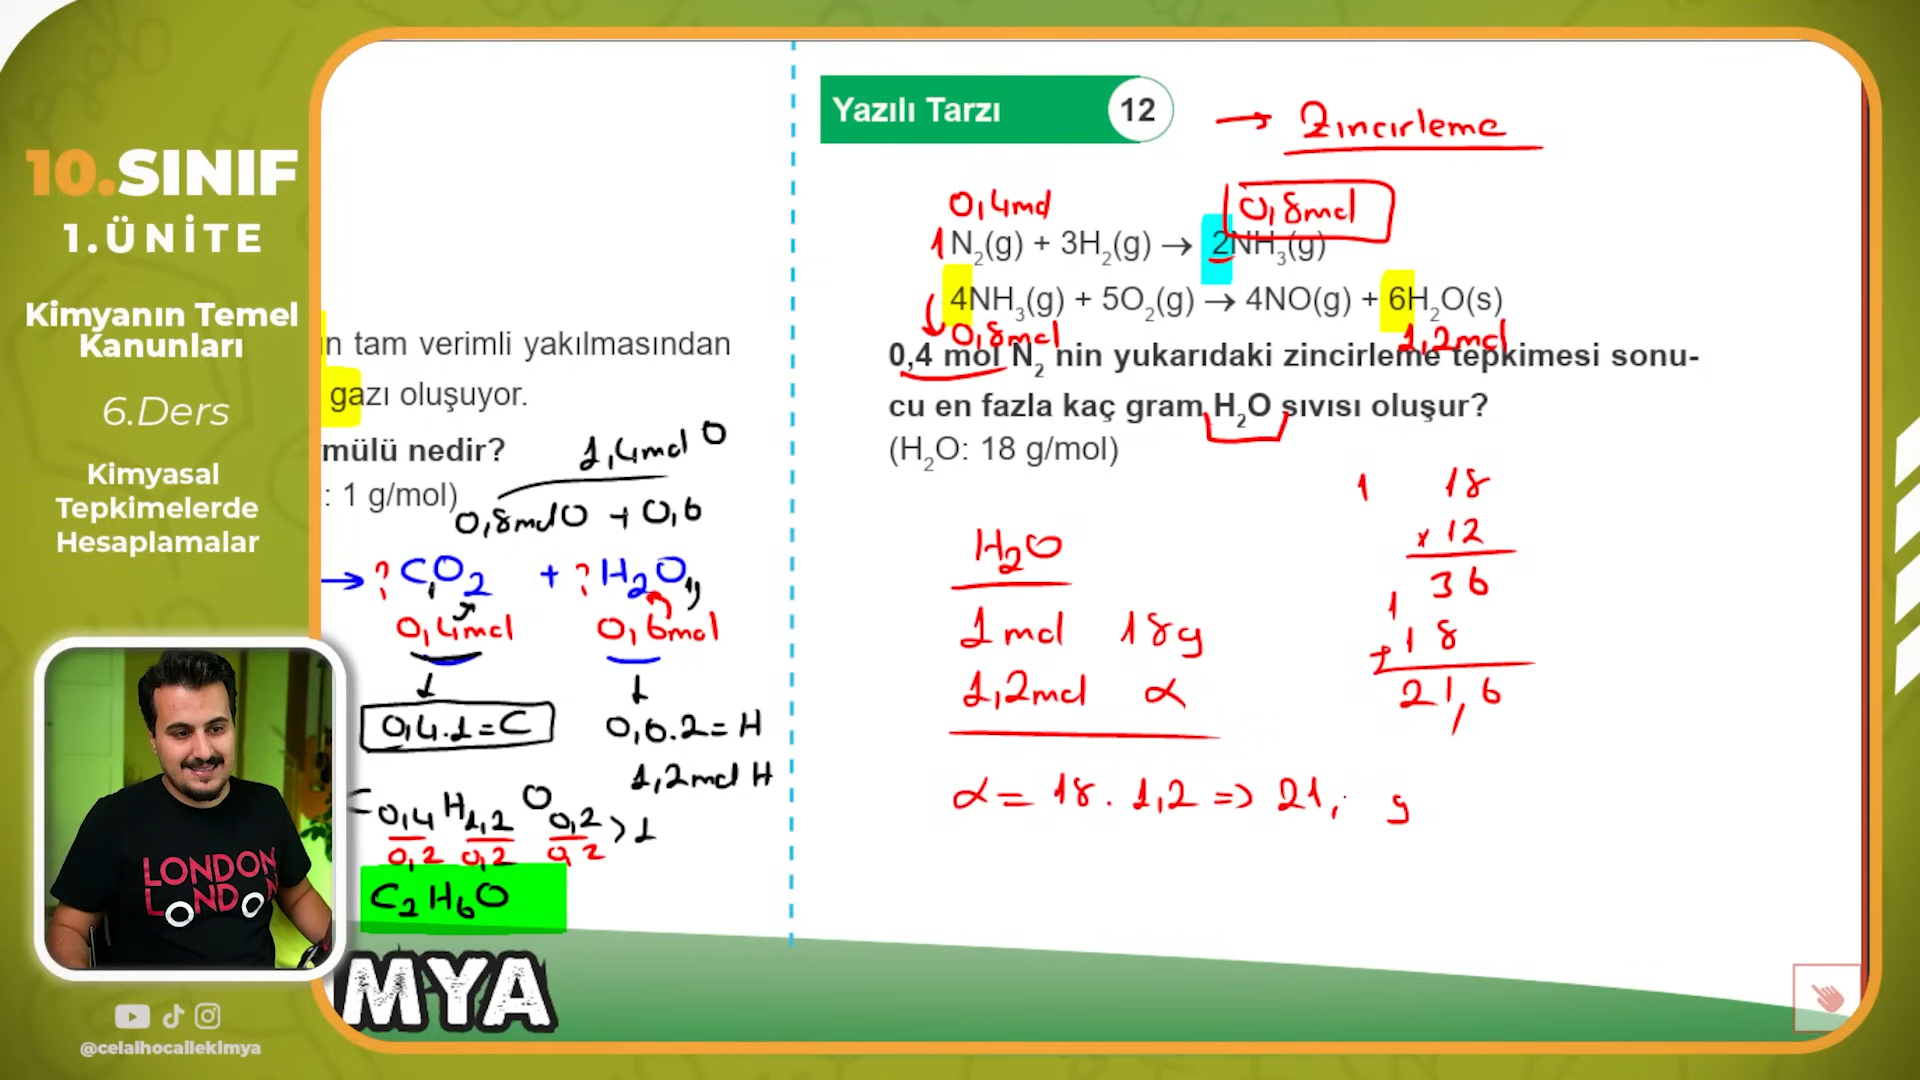 10.SINIF
1.ÜNİTE
Kimyanın Temel
Kanunları
6.Ders
Kimyasal
Tepkimelerde
Hesaplamalar
LONDON
LONDON
@celalhocallekimya
n tam verimli yakılmasından
gazı oluşuyor.
mülü nedir?
: 1 g/mol)
1,4mol O
0,8mol O + 0,6
→ ? CO2 + ? H2O
0,4mol 0,6mol
0,4.1=C 0,6.2=H
1,2mol H
C0,4 H1,2 O0,2 > 1
0,2 0,2 0,2
C2H6O
MYA
Yazılı Tarzı 12
→ Zincirleme
0,4mol 0,8mol
1 N2(g) + 3H2(g) → 2NH3(g)
4NH3(g) + 5O2(g) → 4NO(g) + 6H2O(s)
0,8mol 1,2mol
0,4 mol N2 nin yukarıdaki zincirleme tepkimesi sonu-
cu en fazla kaç gram H2O sıvısı oluşur?
(H2O: 18 g/mol)
H2O
1mol 18g
1,2mol α
α = 18 . 1,2 => 21, g
1 18
x 12
36
1
+ 18
21,6